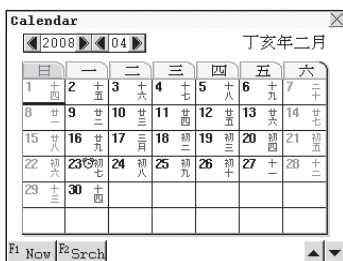 Calendar
2008 04 丁亥年二月
日 一 二 三 四 五 六
1 十四 2 十五 3 十六 4 十七 5 十八 6 十九 7 二十
8 廿一 9 廿二 10 廿三 11 廿四 12 廿五 13 廿六 14 廿七
15 廿八 16 廿九 17 三月 18 初二 19 初三 20 初四 21 初五
22 初六 23 初七 24 初八 25 初九 26 初十 27 十一 28 十二
29 十三 30 十四
F1 Now F2 Srch